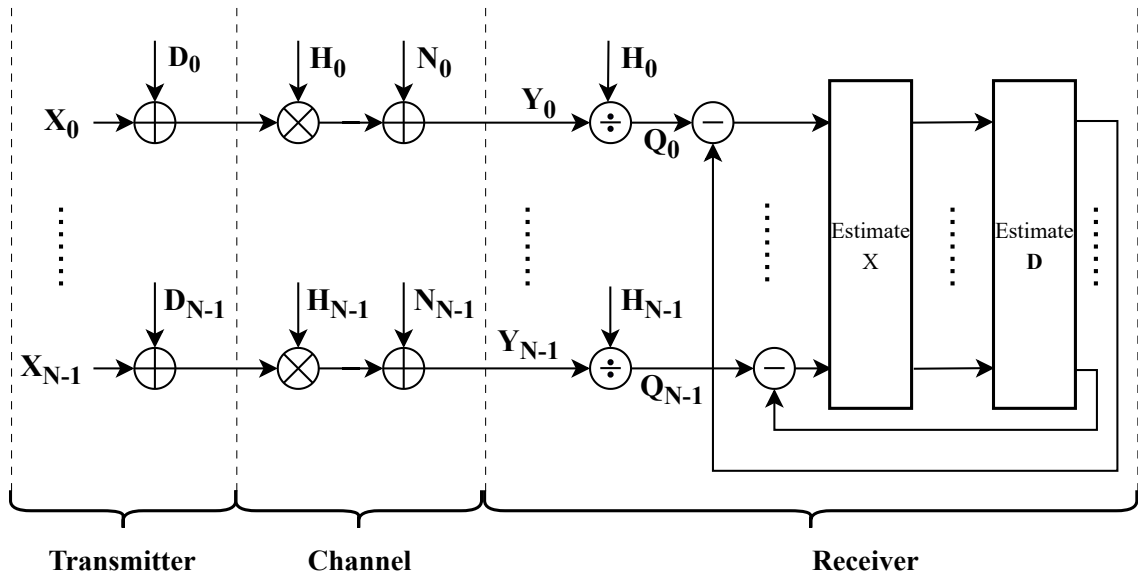 D0
H0
N0
H0
X0
Y0
Q0
Estimate
X
Estimate
D
DN-1
HN-1
NN-1
HN-1
XN-1
YN-1
QN-1
Transmitter
Channel
Receiver